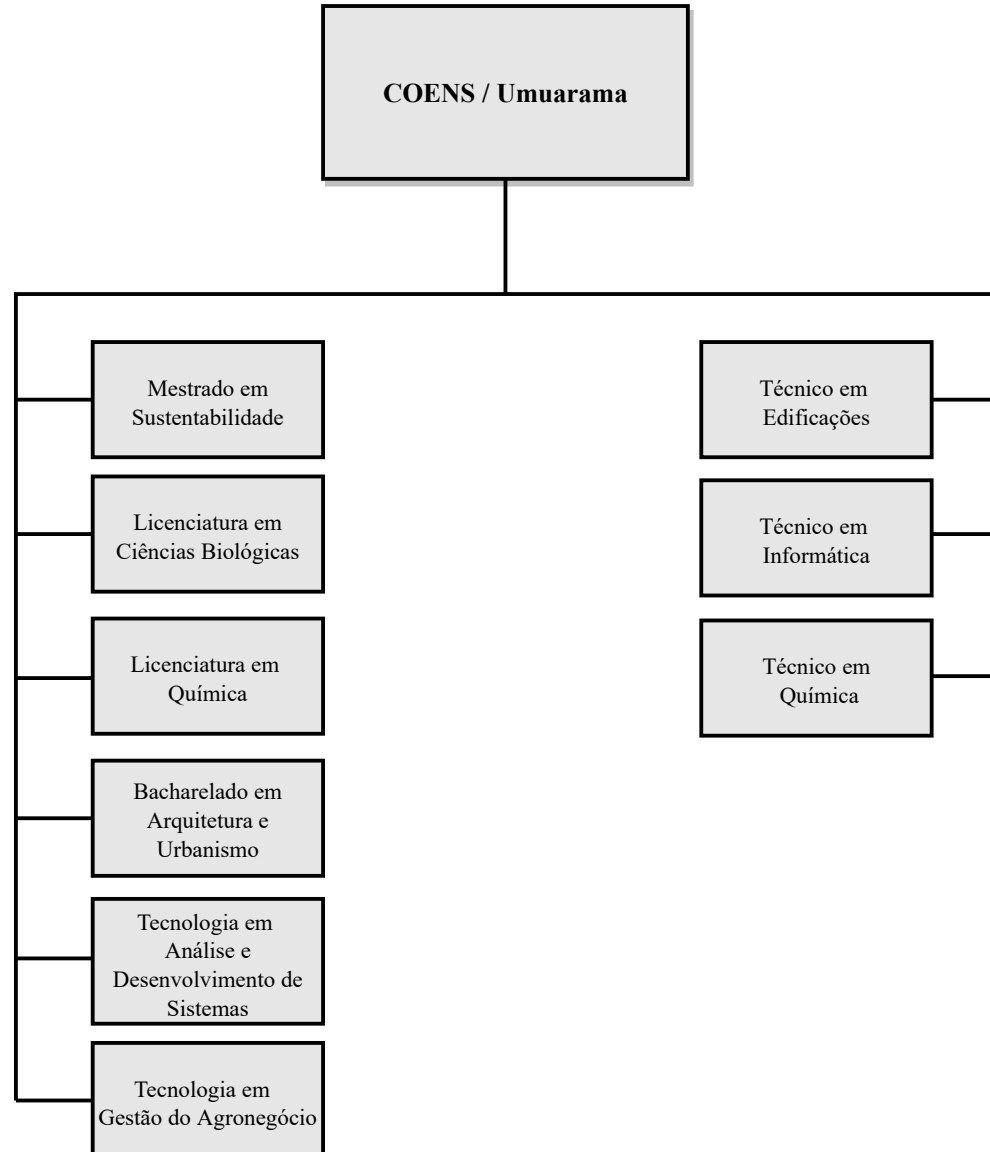 COENS / Umuarama
Mestrado em
Sustentabilidade
Licenciatura em
Ciências Biológicas
Licenciatura em
Química
Bacharelado em
Arquitetura e
Urbanismo
Tecnologia em
Análise e
Desenvolvimento de
Sistemas
Tecnologia em
Gestão do Agronegócio
Técnico em
Edificações
Técnico em
Informática
Técnico em
Química